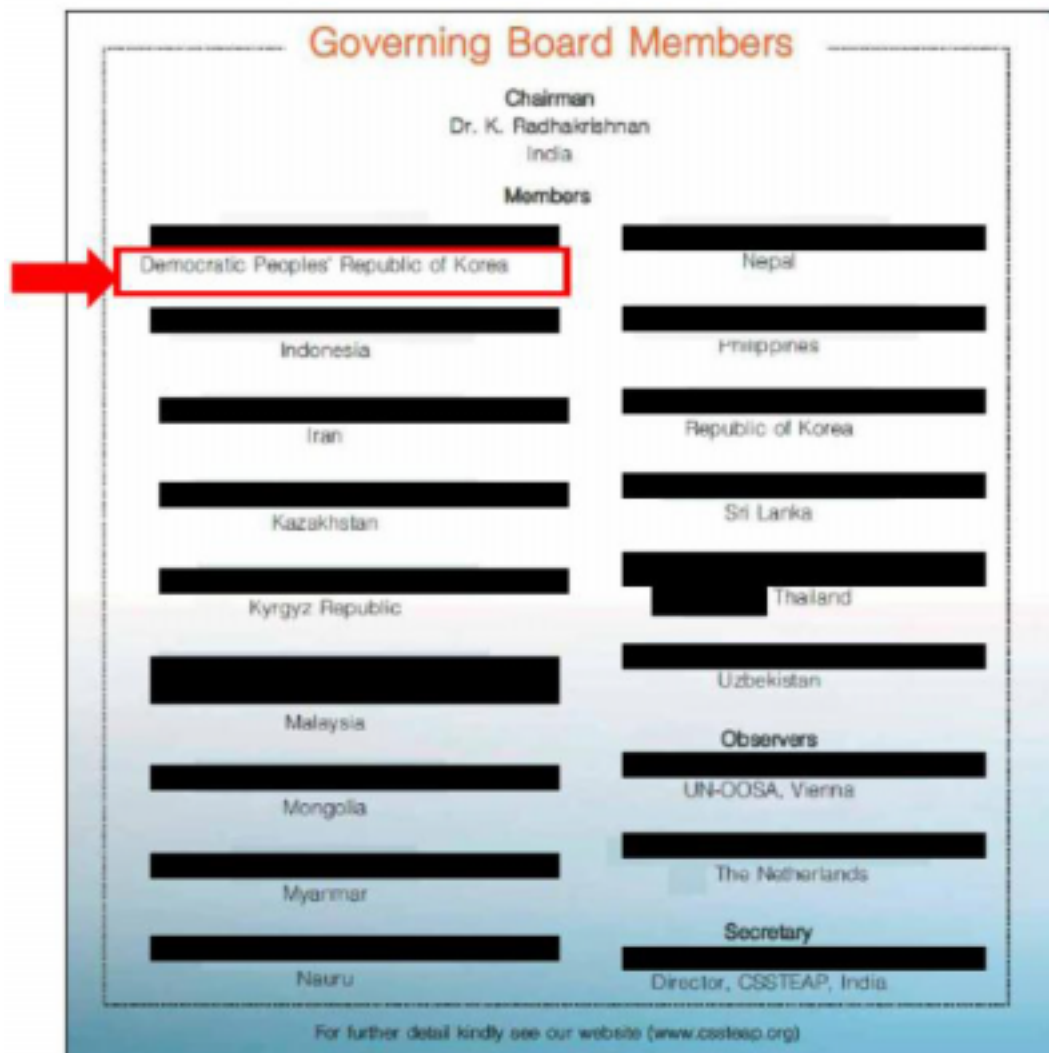 Governing Board Members
Chairman
Dr. K. Radhakrishnan
India
Members
Democratic Peoples' Republic of Korea
Indonesia
Iran
Kazakhstan
Kyrgyz Republic
Malaysia
Mongolia
Myanmar
Nauru
Nepal
Philippines
Republic of Korea
Sri Lanka
Thailand
Uzbekistan
Observers
UN-OOSA, Vienna
The Netherlands
Secretary
Director, CSSTEAP, India
For further detail kindly see our website (www.cssteap.org)